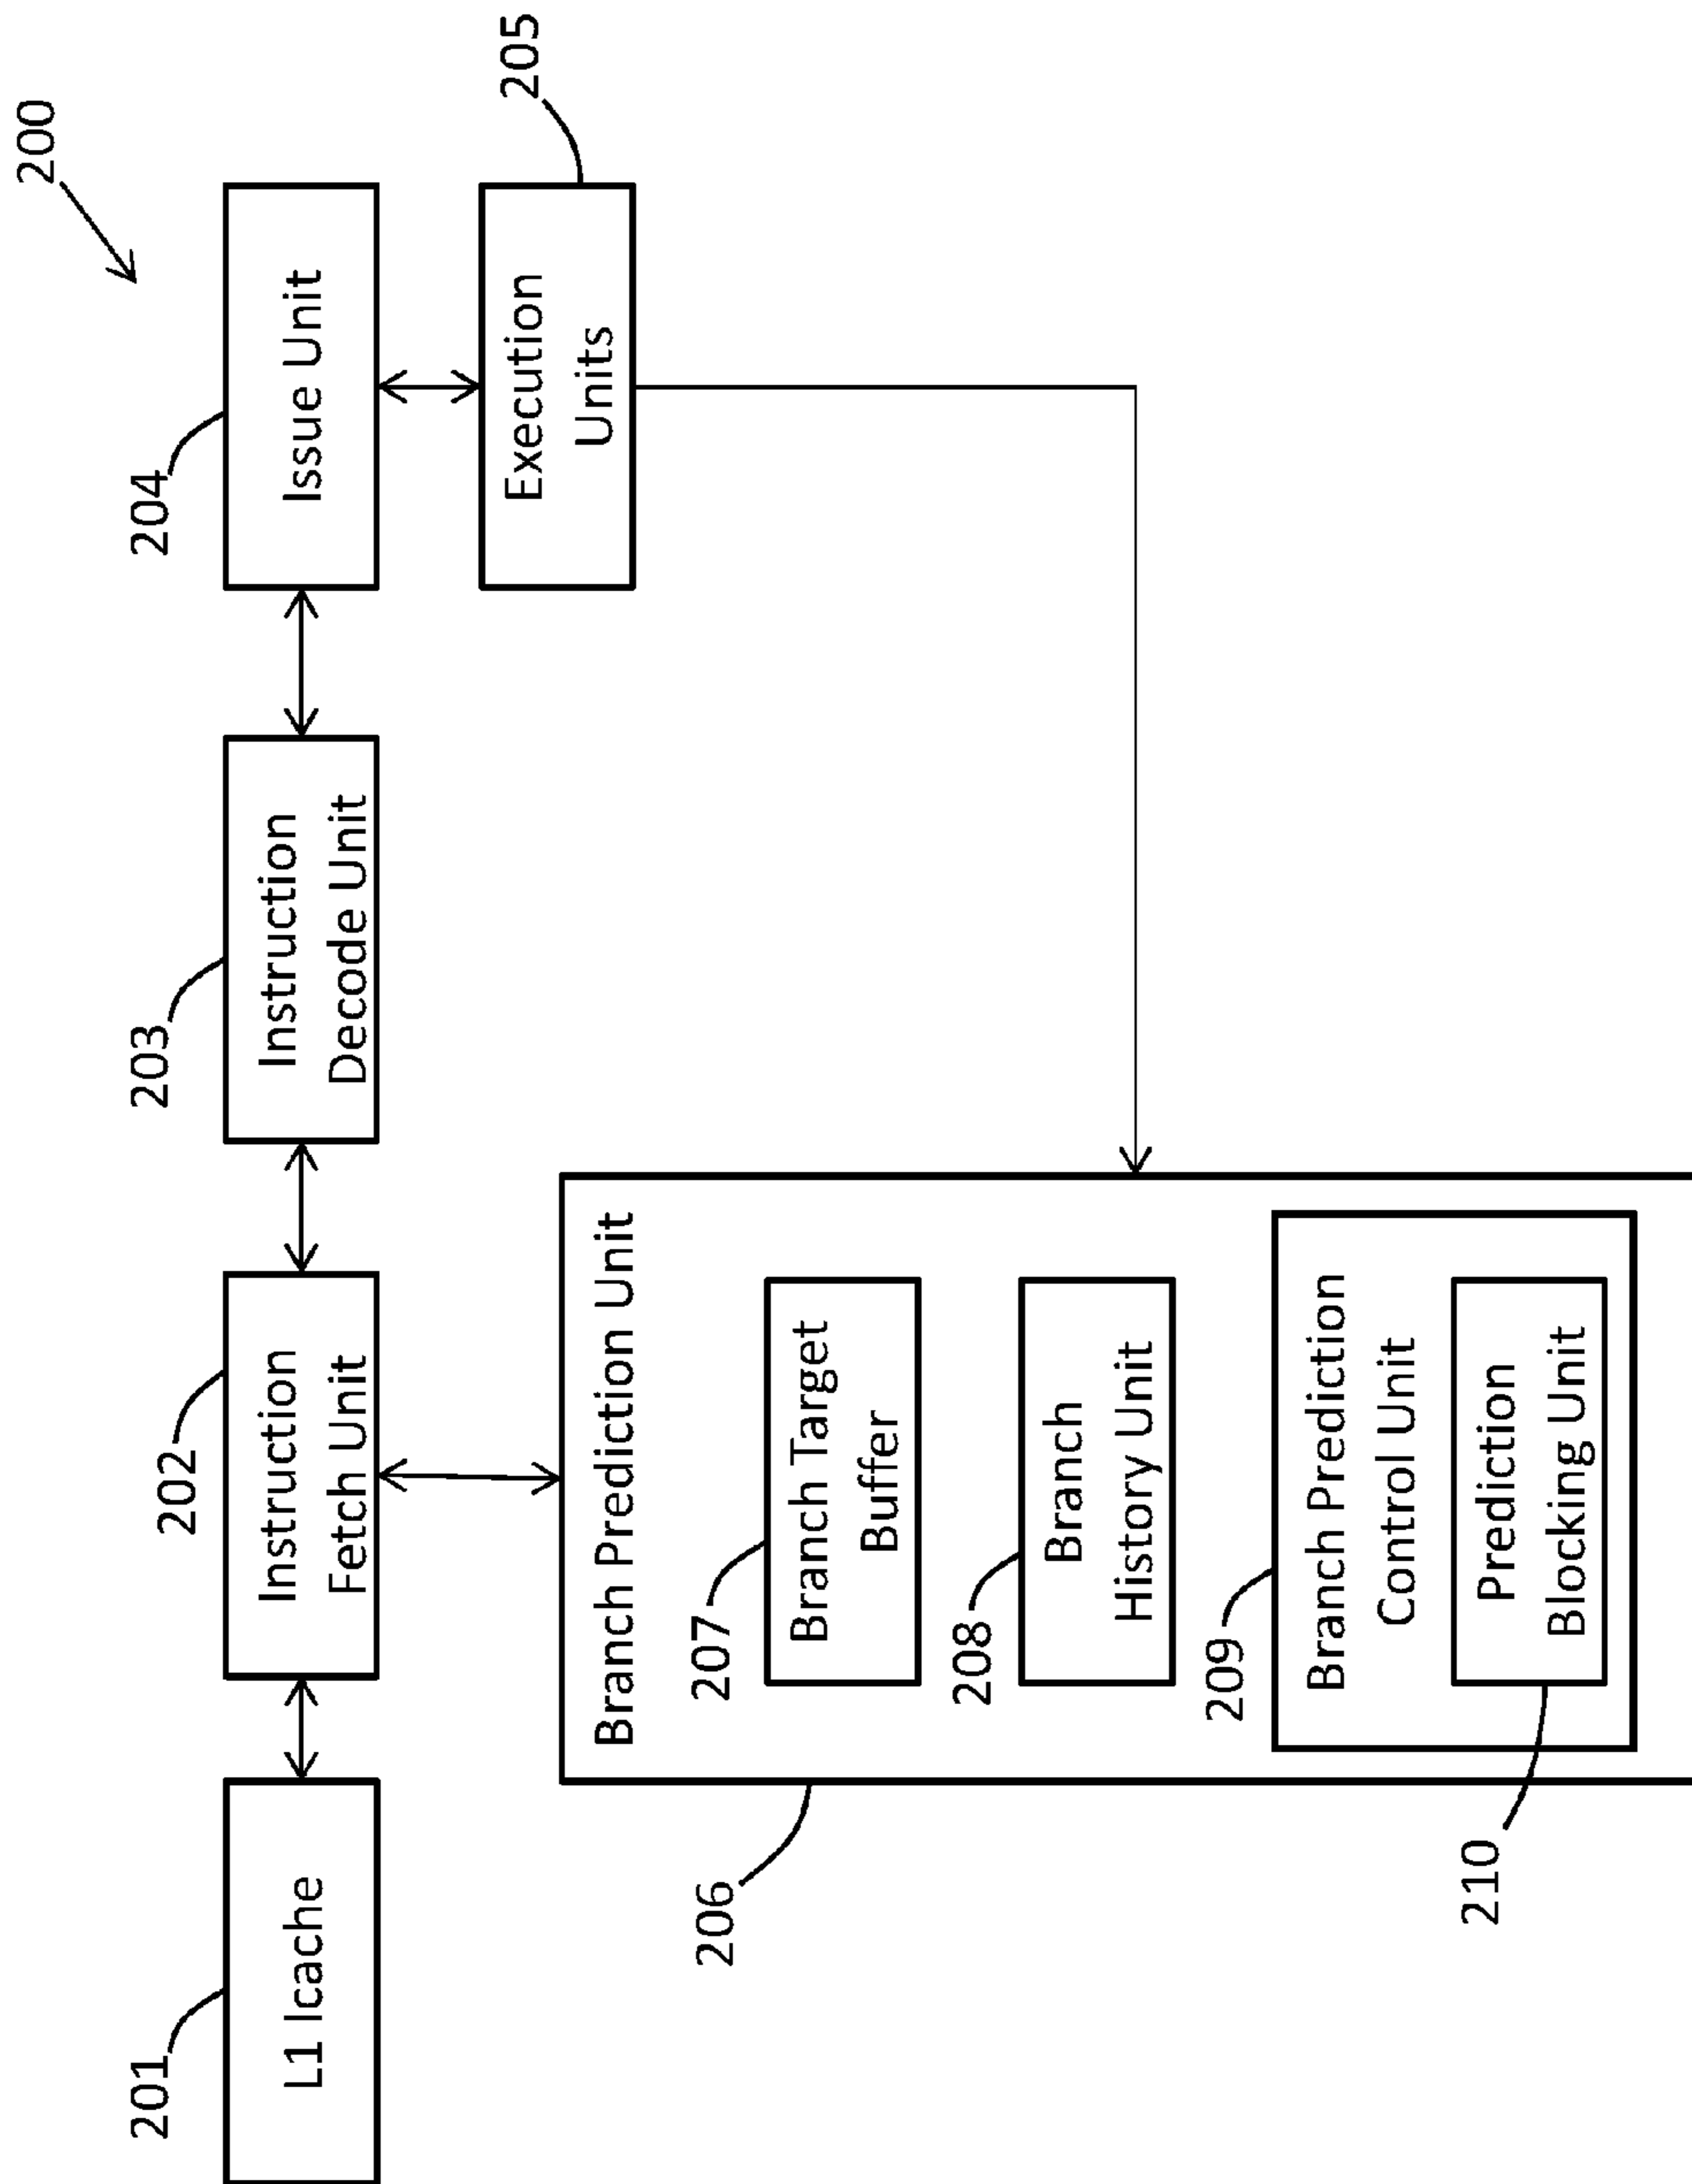 200
201
L1 Icache
202
Instruction
Fetch Unit
203
Instruction
Decode Unit
204
Issue Unit
205
Execution
Units
206
Branch Prediction Unit
207
Branch Target
Buffer
208
Branch
History Unit
209
Branch Prediction
Control Unit
210
Prediction
Blocking Unit